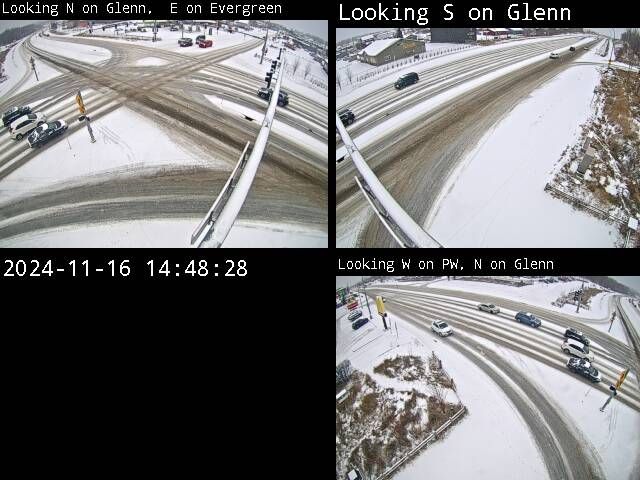 Looking N on Glenn,  E on Evergreen
Looking S on Glenn
2024-11-16 14:48:28
Looking W on PW, N on Glenn